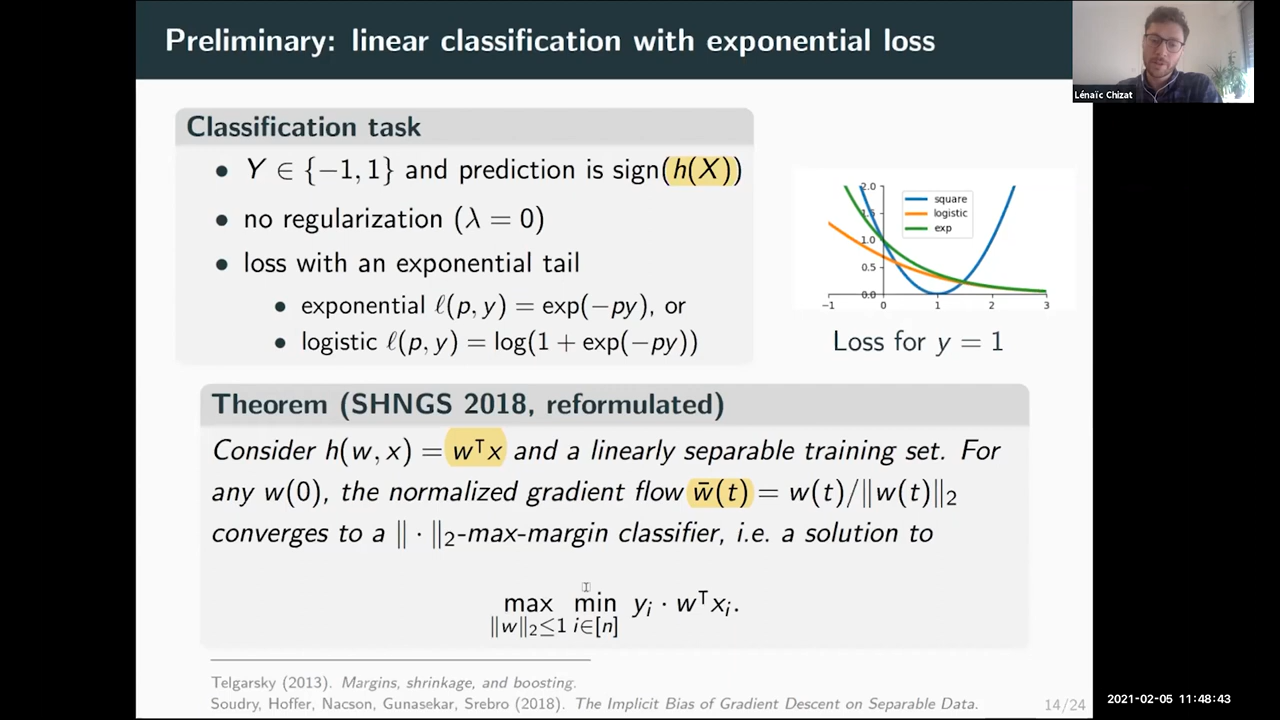 Preliminary: linear classification with exponential loss
Lénaïc Chizat
Classification task
• Y ∈ {−1, 1} and prediction is sign(h(X))
• no regularization (λ = 0)
• loss with an exponential tail
• exponential ℓ(p, y) = exp(−py), or
• logistic ℓ(p, y) = log(1 + exp(−py))
2.0
1.5
1.0
0.5
0.0
−1 0 1 2 3
square
logistic
exp
Loss for y = 1
Theorem (SHNGS 2018, reformulated)
Consider h(w, x) = w⊤x and a linearly separable training set. For
any w(0), the normalized gradient flow w̄(t) = w(t)/‖w(t)‖₂
converges to a ‖ · ‖₂-max-margin classifier, i.e. a solution to
max min yᵢ · w⊤xᵢ.
‖w‖₂≤1 i∈[n]
Telgarsky (2013). Margins, shrinkage, and boosting.
Soudry, Hoffer, Nacson, Gunasekar, Srebro (2018). The Implicit Bias of Gradient Descent on Separable Data.
14/24
2021-02-05 11:48:43